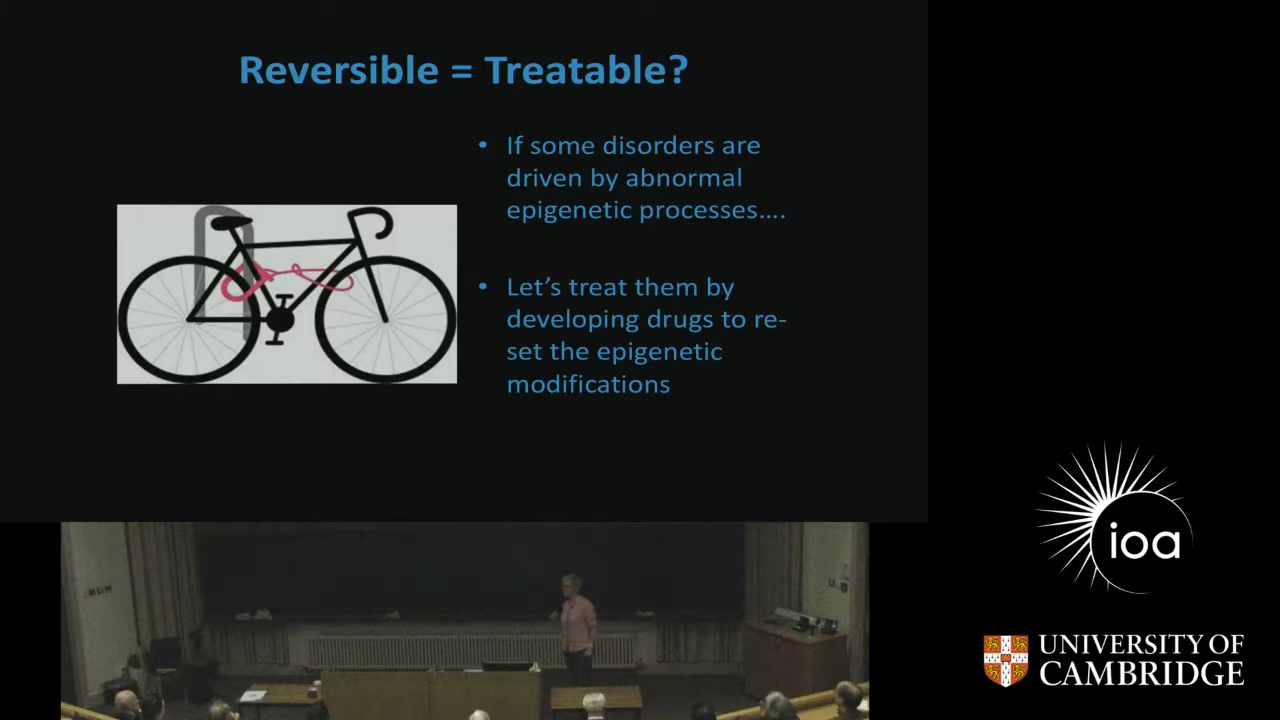 Reversible = Treatable?
• If some disorders are
driven by abnormal
epigenetic processes….
• Let’s treat them by
developing drugs to re-
set the epigenetic
modifications
ioa
UNIVERSITY OF
CAMBRIDGE